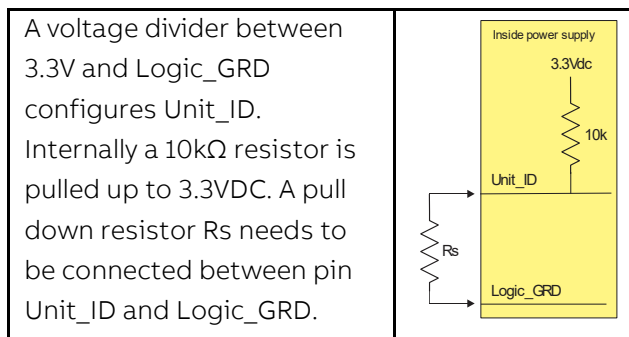 A voltage divider between
3.3V and Logic_GRD
configures Unit_ID.
Internally a 10kΩ resistor is
pulled up to 3.3VDC. A pull
down resistor Rs needs to
be connected between pin
Unit_ID and Logic_GRD.
Inside power supply
3.3Vdc
10k
Unit_ID
Rs
Logic_GRD